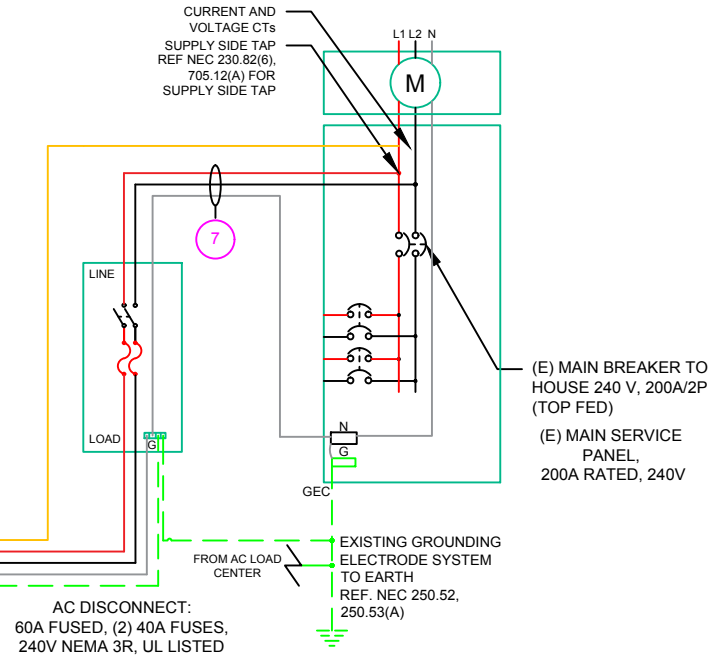 CURRENT AND
VOLTAGE CTs
SUPPLY SIDE TAP
REF NEC 230.82(6),
705.12(A) FOR
SUPPLY SIDE TAP
L1 L2 N
M
7
LINE
LOAD
G
(E) MAIN BREAKER TO
HOUSE 240 V, 200A/2P
(TOP FED)
(E) MAIN SERVICE
PANEL,
200A RATED, 240V
N
G
GEC
FROM AC LOAD
CENTER
EXISTING GROUNDING
ELECTRODE SYSTEM
TO EARTH
REF. NEC 250.52,
250.53(A)
AC DISCONNECT:
60A FUSED, (2) 40A FUSES,
240V NEMA 3R, UL LISTED